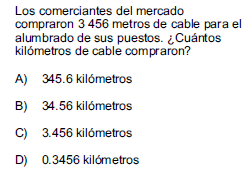 Los comerciantes del mercado
compraron 3 456 metros de cable para el
alumbrado de sus puestos. ¿Cuántos
kilómetros de cable compraron?
A) 345.6 kilómetros
B) 34.56 kilómetros
C) 3.456 kilómetros
D) 0.3456 kilómetros